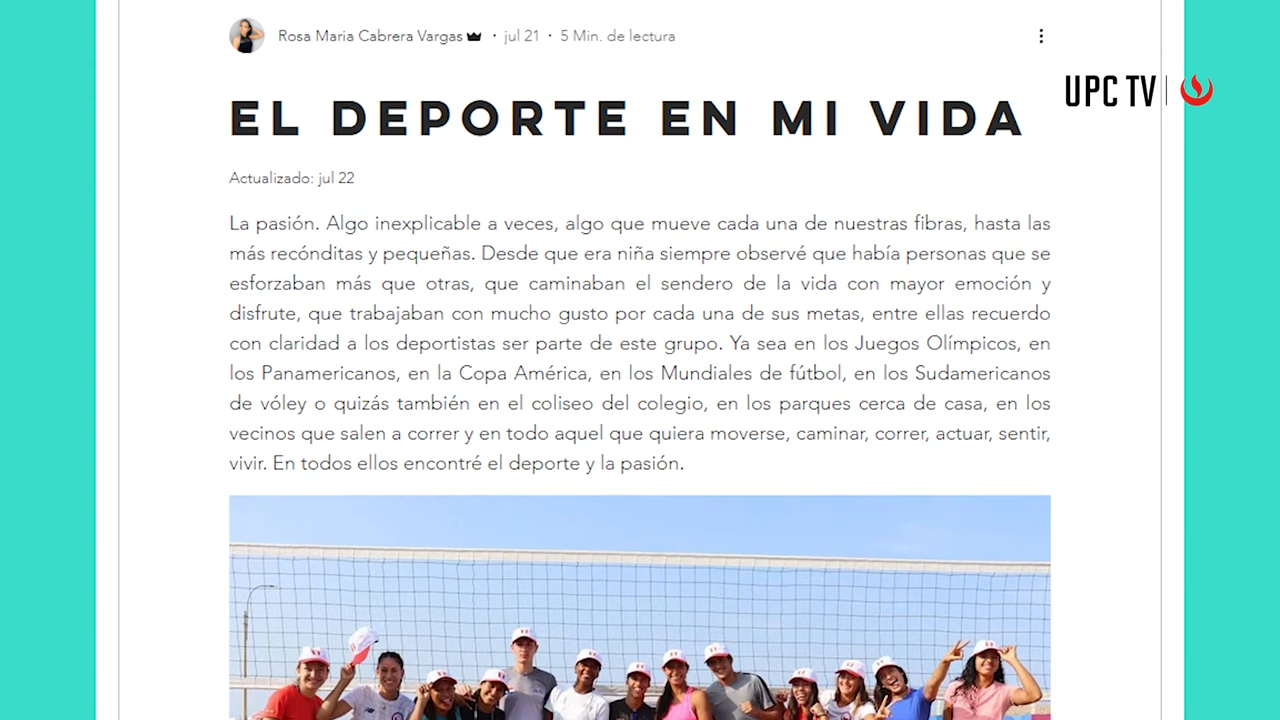 Rosa Maria Cabrera Vargas · jul 21 · 5 Min. de lectura
UPC TV
EL DEPORTE EN MI VIDA
Actualizado: jul 22
La pasión. Algo inexplicable a veces, algo que mueve cada una de nuestras fibras, hasta las
más recónditas y pequeñas. Desde que era niña siempre observé que había personas que se
esforzaban más que otras, que caminaban el sendero de la vida con mayor emoción y
disfrute, que trabajaban con mucho gusto por cada una de sus metas, entre ellas recuerdo
con claridad a los deportistas ser parte de este grupo. Ya sea en los Juegos Olímpicos, en
los Panamericanos, en la Copa América, en los Mundiales de fútbol, en los Sudamericanos
de vóley o quizás también en el coliseo del colegio, en los parques cerca de casa, en los
vecinos que salen a correr y en todo aquel que quiera moverse, caminar, correr, actuar, sentir,
vivir. En todos ellos encontré el deporte y la pasión.